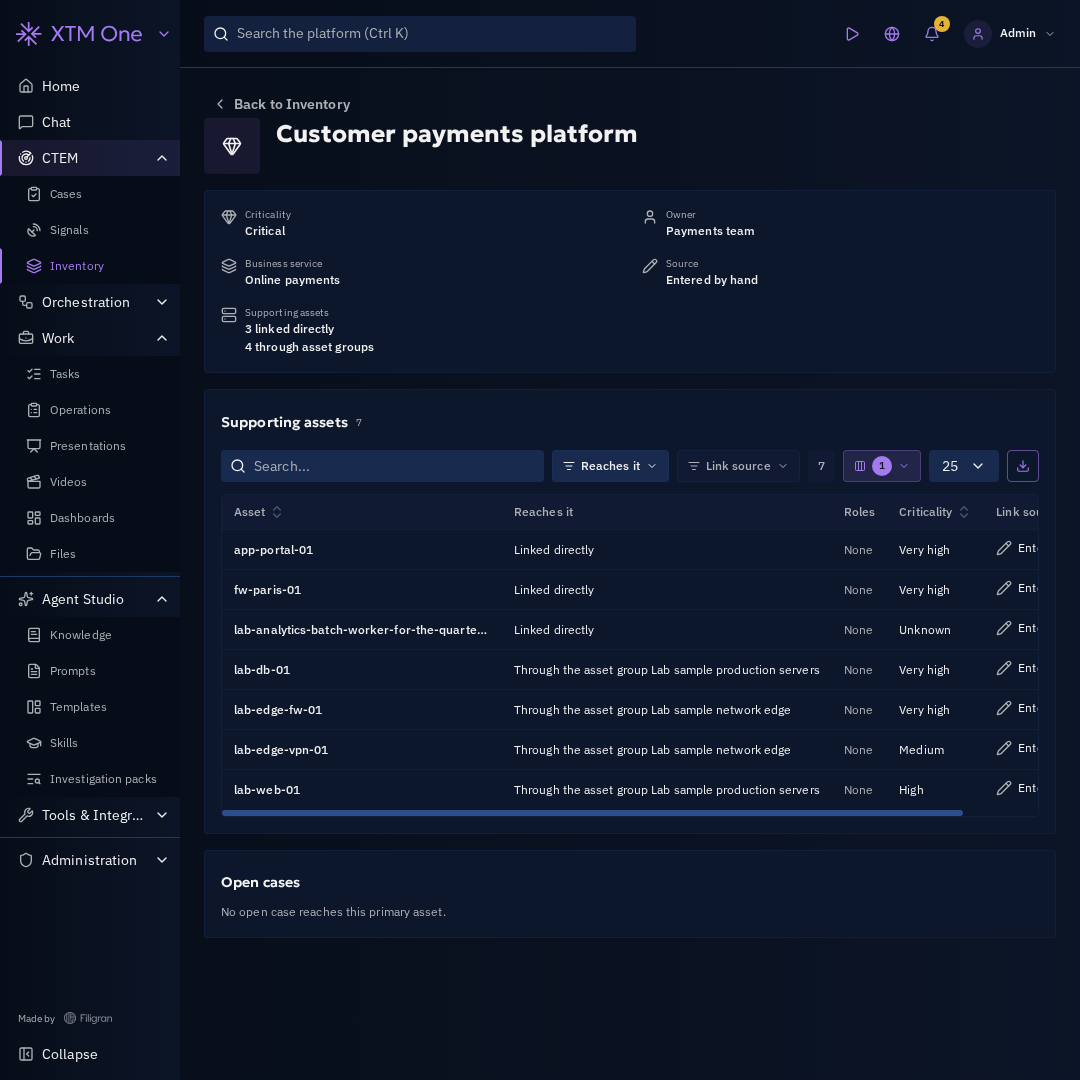 XTM One
Search the platform (Ctrl K)
4
Admin
Home
Chat
CTEM
Cases
Signals
Inventory
Orchestration
Work
Tasks
Operations
Presentations
Videos
Dashboards
Files
Agent Studio
Knowledge
Prompts
Templates
Skills
Investigation packs
Tools & Integr...
Administration
Made by Filigran
Collapse
Back to Inventory
Customer payments platform
Criticality
Critical
Owner
Payments team
Business service
Online payments
Source
Entered by hand
Supporting assets
3 linked directly
4 through asset groups
Supporting assets 7
Search... Reaches it Link source 7 1 25
Asset Reaches it Roles Criticality Link sou
app-portal-01 Linked directly None Very high Ente
fw-paris-01 Linked directly None Very high Ente
lab-analytics-batch-worker-for-the-quarte... Linked directly None Unknown Ente
lab-db-01 Through the asset group Lab sample production servers None Very high Ente
lab-edge-fw-01 Through the asset group Lab sample network edge None Very high Ente
lab-edge-vpn-01 Through the asset group Lab sample network edge None Medium Ente
lab-web-01 Through the asset group Lab sample production servers None High Ente
Open cases
No open case reaches this primary asset.